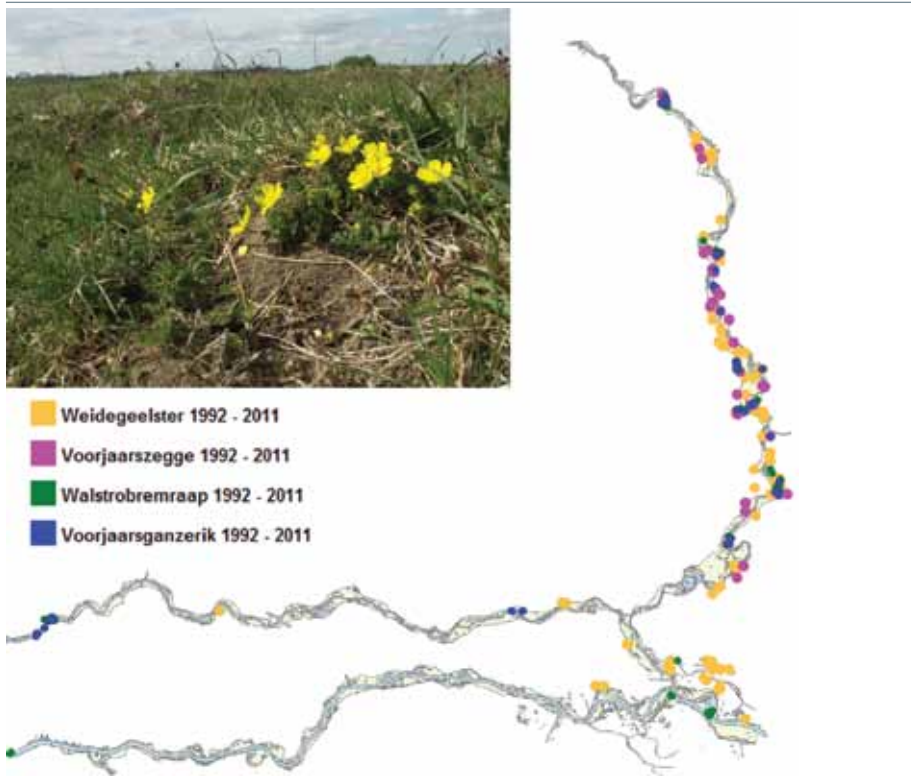 Weidegeelster 1992 - 2011
Voorjaarszegge 1992 - 2011
Walstrobremraap 1992 - 2011
Voorjaarsganzerik 1992 - 2011